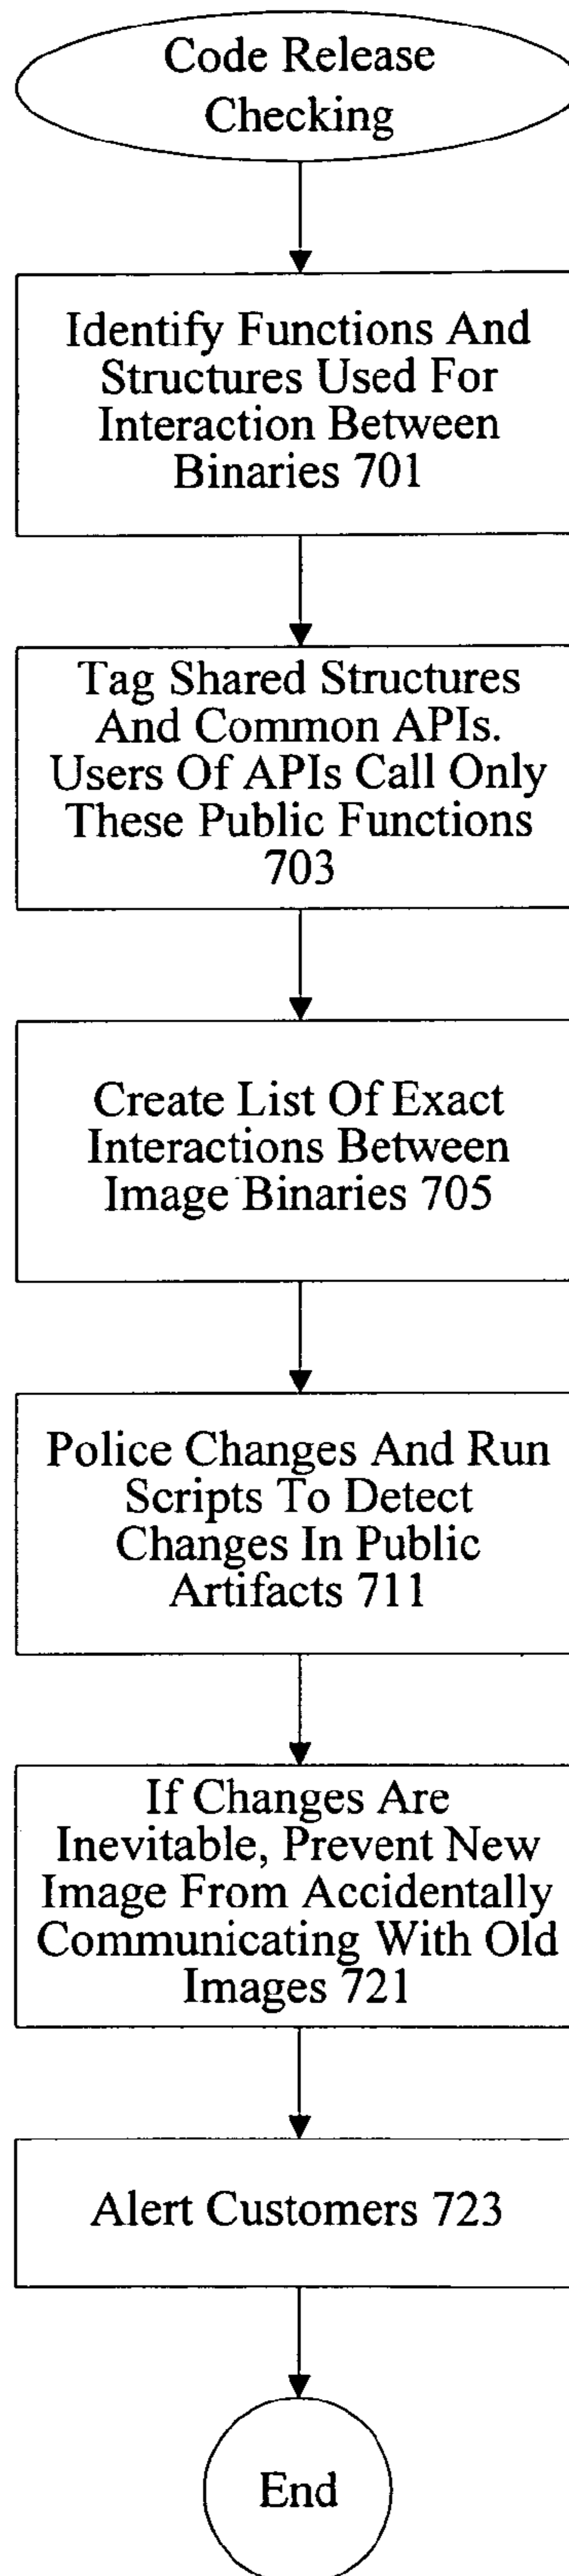 Code Release
Checking
Identify Functions And
Structures Used For
Interaction Between
Binaries 701
Tag Shared Structures
And Common APIs.
Users Of APIs Call Only
These Public Functions
703
Create List Of Exact
Interactions Between
Image Binaries 705
Police Changes And Run
Scripts To Detect
Changes In Public
Artifacts 711
If Changes Are
Inevitable, Prevent New
Image From Accidentally
Communicating With Old
Images 721
Alert Customers 723
End